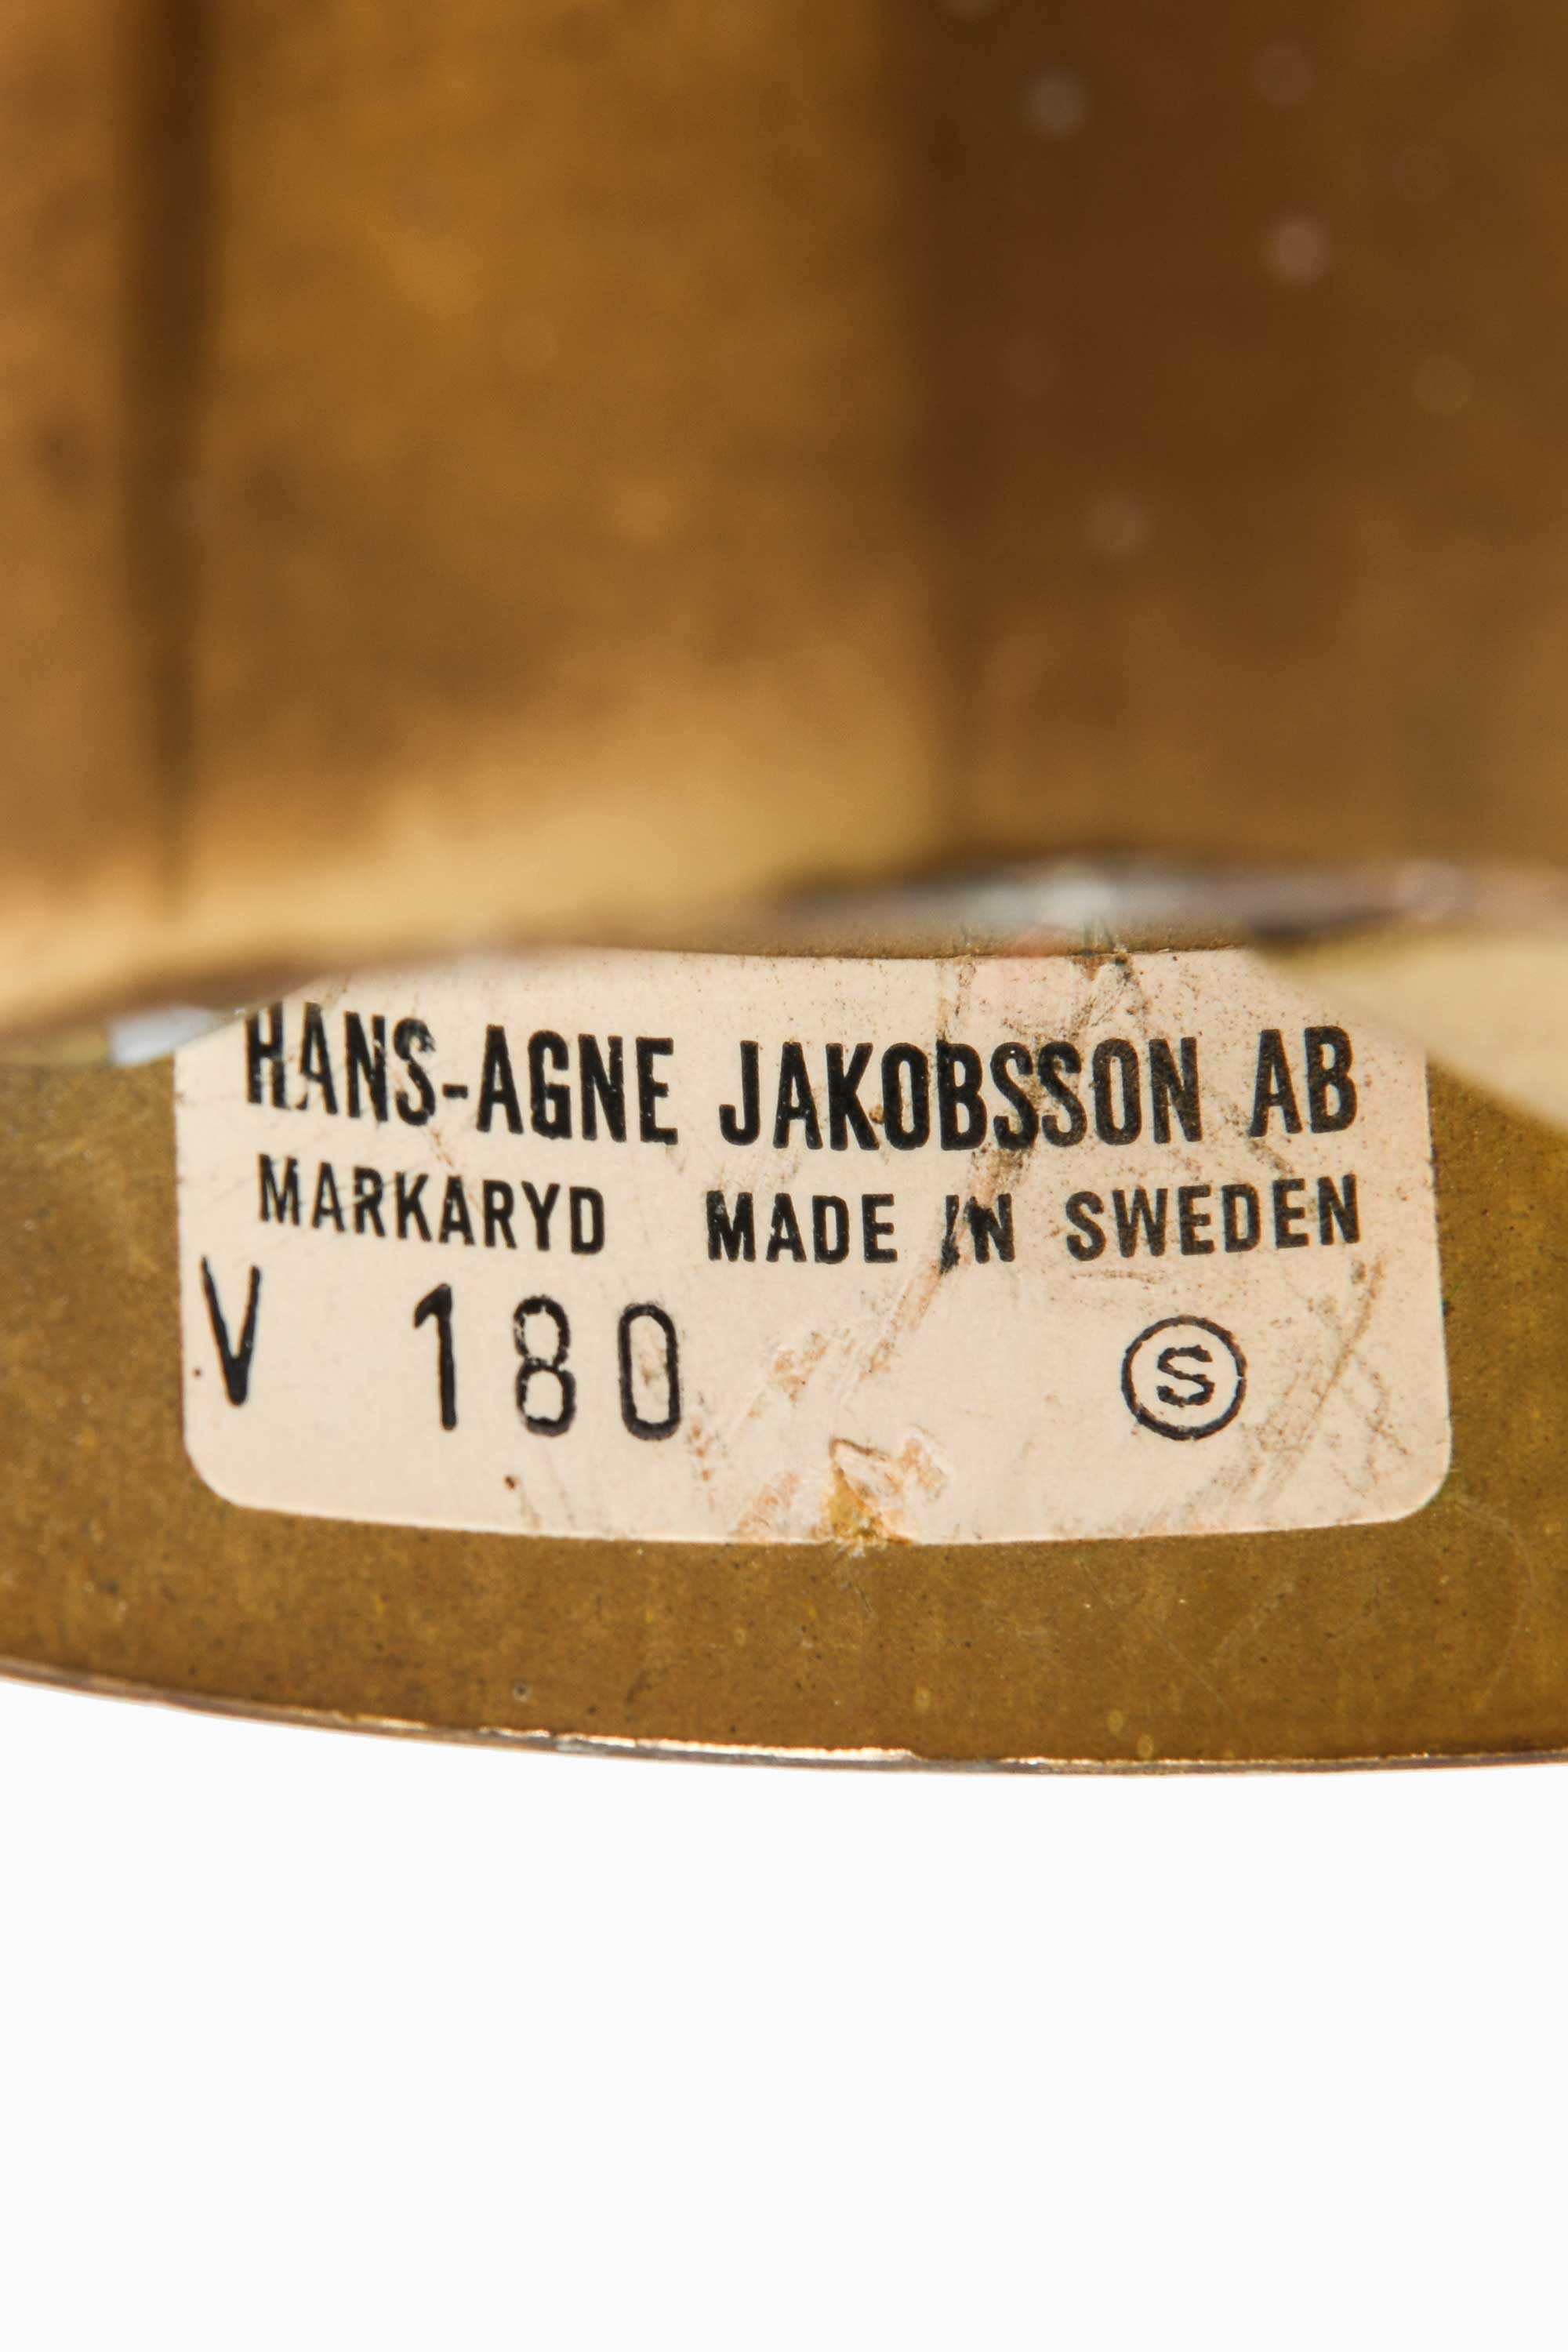 HANS-AGNE JAKOBSSON AB
MARKARYD MADE IN SWEDEN
V 180 Ⓢ